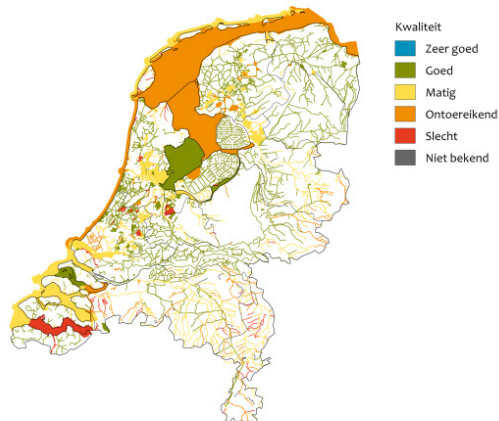 Kwaliteit
Zeer goed
Goed
Matig
Ontoereikend
Slecht
Niet bekend